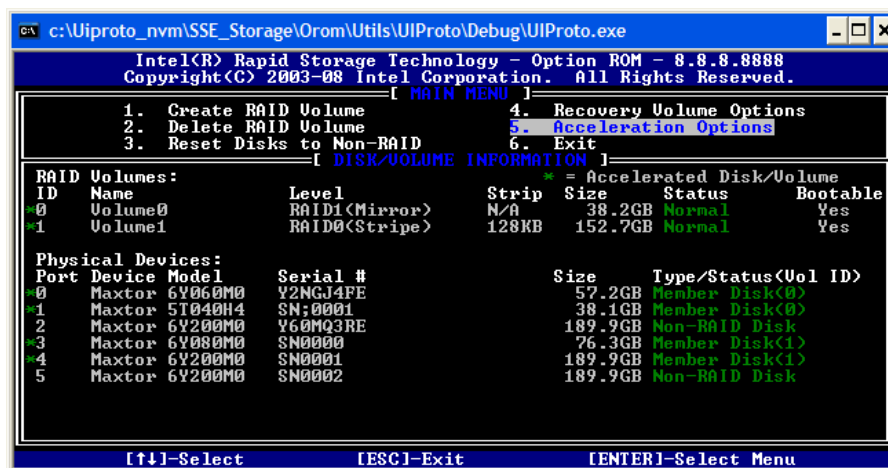 c:\Uiproto_nvm\SSE_Storage\Orom\Utils\UIProto\Debug\UIProto.exe
Intel(R) Rapid Storage Technology - Option ROM - 8.8.8.8888
Copyright(C) 2003-08 Intel Corporation. All Rights Reserved.
[ MAIN MENU ]
1. Create RAID Volume 4. Recovery Volume Options
2. Delete RAID Volume 5. Acceleration Options
3. Reset Disks to Non-RAID 6. Exit
[ DISK/VOLUME INFORMATION ]
RAID Volumes: * = Accelerated Disk/Volume
ID Name Level Strip Size Status Bootable
*0 Volume0 RAID1(Mirror) N/A 38.2GB Normal Yes
*1 Volume1 RAID0(Stripe) 128KB 152.7GB Normal Yes
Physical Devices:
Port Device Model Serial # Size Type/Status(Vol ID)
*0 Maxtor 6Y060M0 Y2NGJ4FE 57.2GB Member Disk(0)
*1 Maxtor 5T040H4 SN;0001 38.1GB Member Disk(0)
2 Maxtor 6Y200M0 Y60MQ3RE 189.9GB Non-RAID Disk
*3 Maxtor 6Y080M0 SN0000 76.3GB Member Disk(1)
*4 Maxtor 6Y200M0 SN0001 189.9GB Member Disk(1)
5 Maxtor 6Y200M0 SN0002 189.9GB Non-RAID Disk
[↑↓]-Select [ESC]-Exit [ENTER]-Select Menu